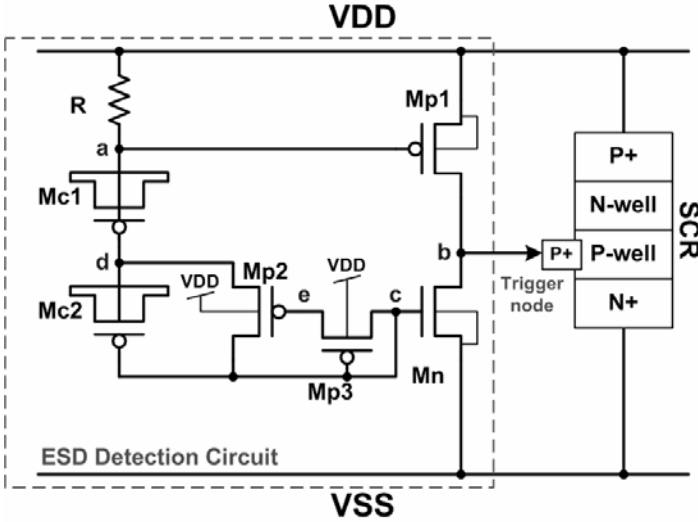 VDD
R
Mp1
a
P+
Mc1
N-well
SCR
b
P+
P-well
d
Mp2
VDD
VDD
Trigger
node
Mc2
e
c
N+
Mn
Mp3
ESD Detection Circuit
VSS